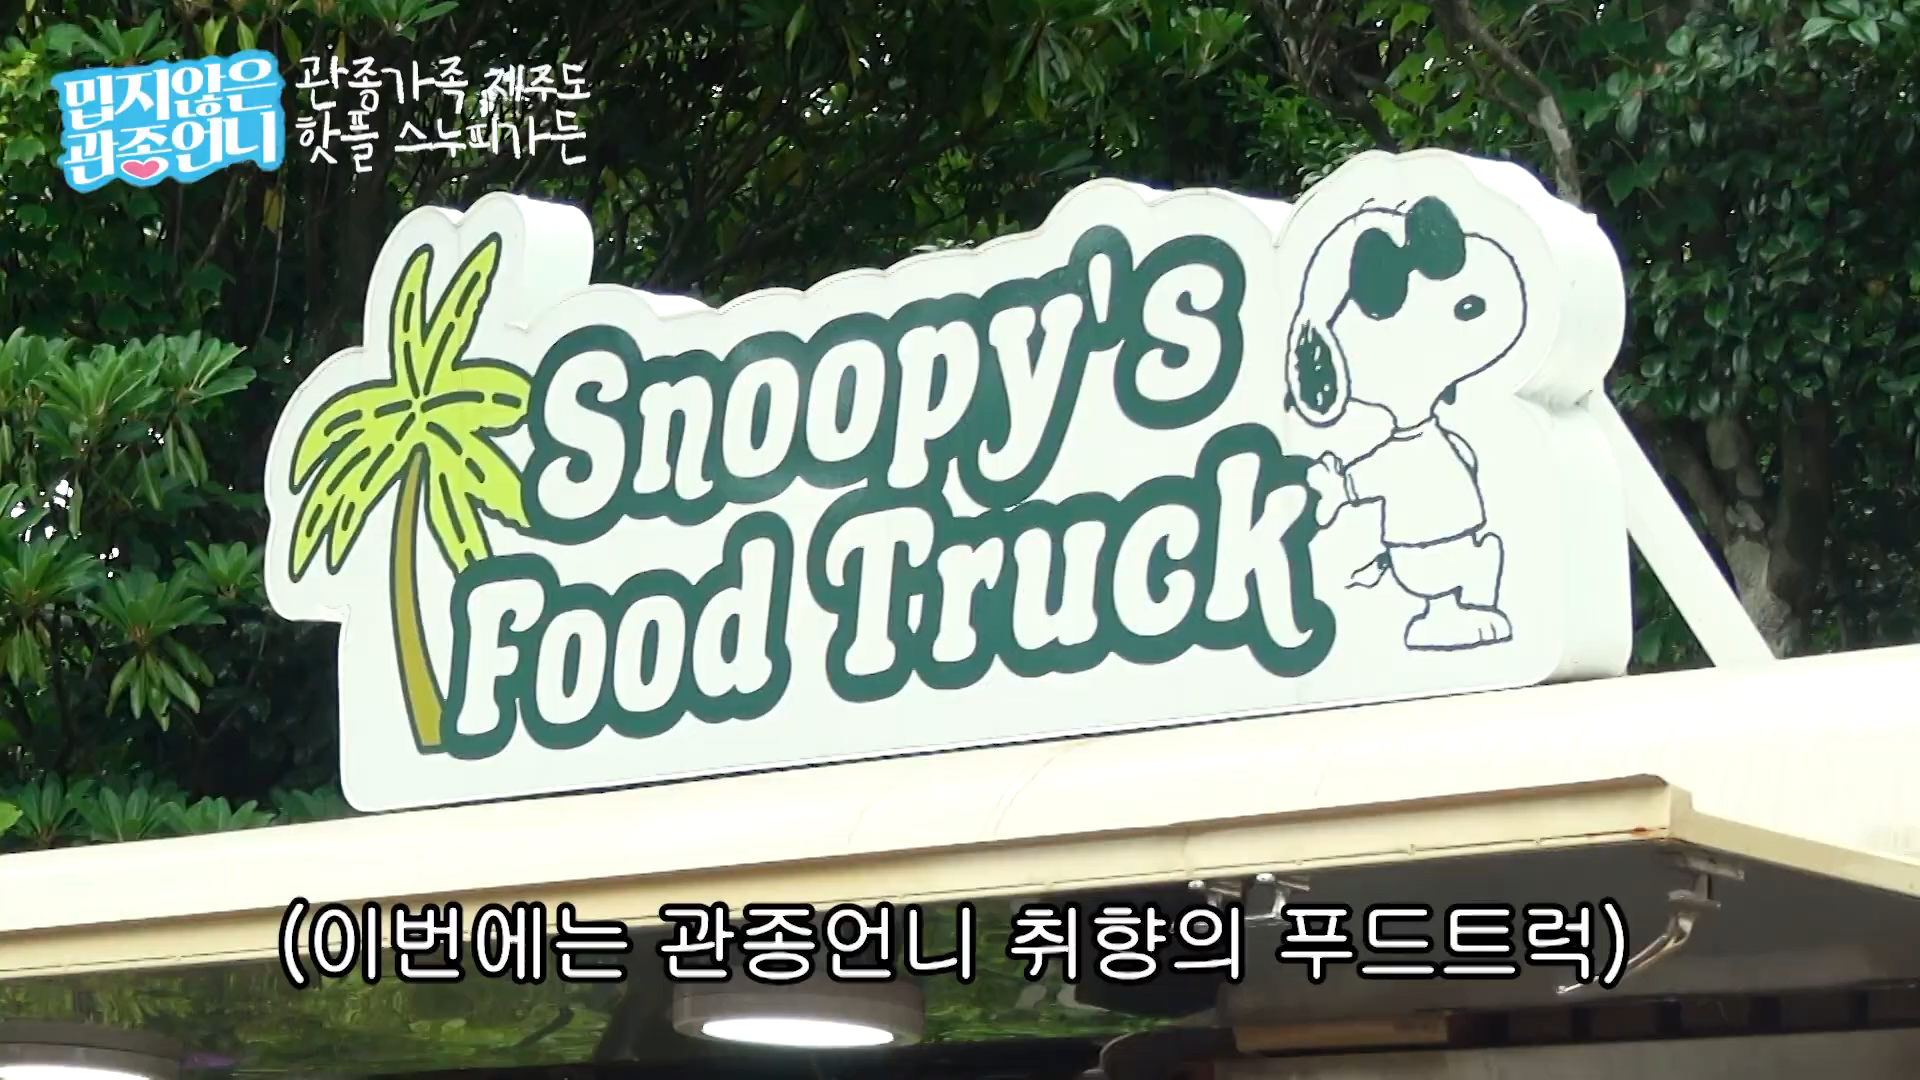 밉지않은
관종언니
관종가족 제주도
핫플 스누피가든
Snoopy's
Food Truck
(이번에는 관종언니 취향의 푸드트럭)